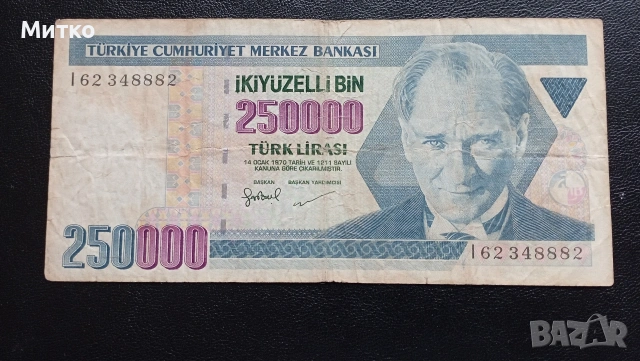 Митко
TÜRKİYE CUMHURİYET MERKEZ BANKASI
I62 348882
İKİYÜZELLİ BİN
250000
TÜRK LİRASI
14 OCAK 1970 TARİH VE 1211 SAYILI
KANUNA GÖRE ÇIKARILMIŞTIR.
BAŞKAN BAŞKAN YARDIMCISI
250000
I62 348882
BAZAR